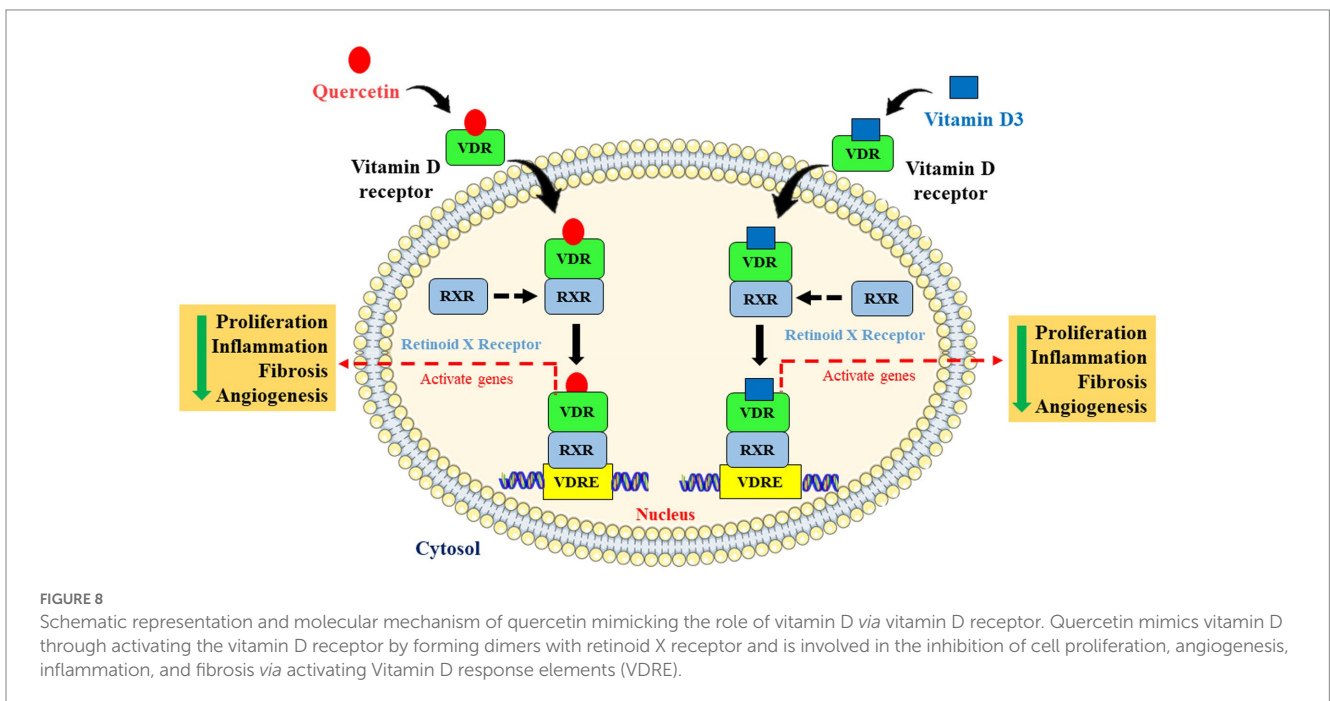 Quercetin
VDR
Vitamin D
receptor
Vitamin D3
VDR
Vitamin D
receptor
VDR
RXR
RXR
VDR
RXR
RXR
Proliferation
Inflammation
Fibrosis
Angiogenesis
Retinoid X Receptor
Activate genes
Retinoid X Receptor
Activate genes
Proliferation
Inflammation
Fibrosis
Angiogenesis
VDR
RXR
VDRE
VDR
RXR
VDRE
Nucleus
Cytosol
FIGURE 8
Schematic representation and molecular mechanism of quercetin mimicking the role of vitamin D via vitamin D receptor. Quercetin mimics vitamin D
through activating the vitamin D receptor by forming dimers with retinoid X receptor and is involved in the inhibition of cell proliferation, angiogenesis,
inflammation, and fibrosis via activating Vitamin D response elements (VDRE).